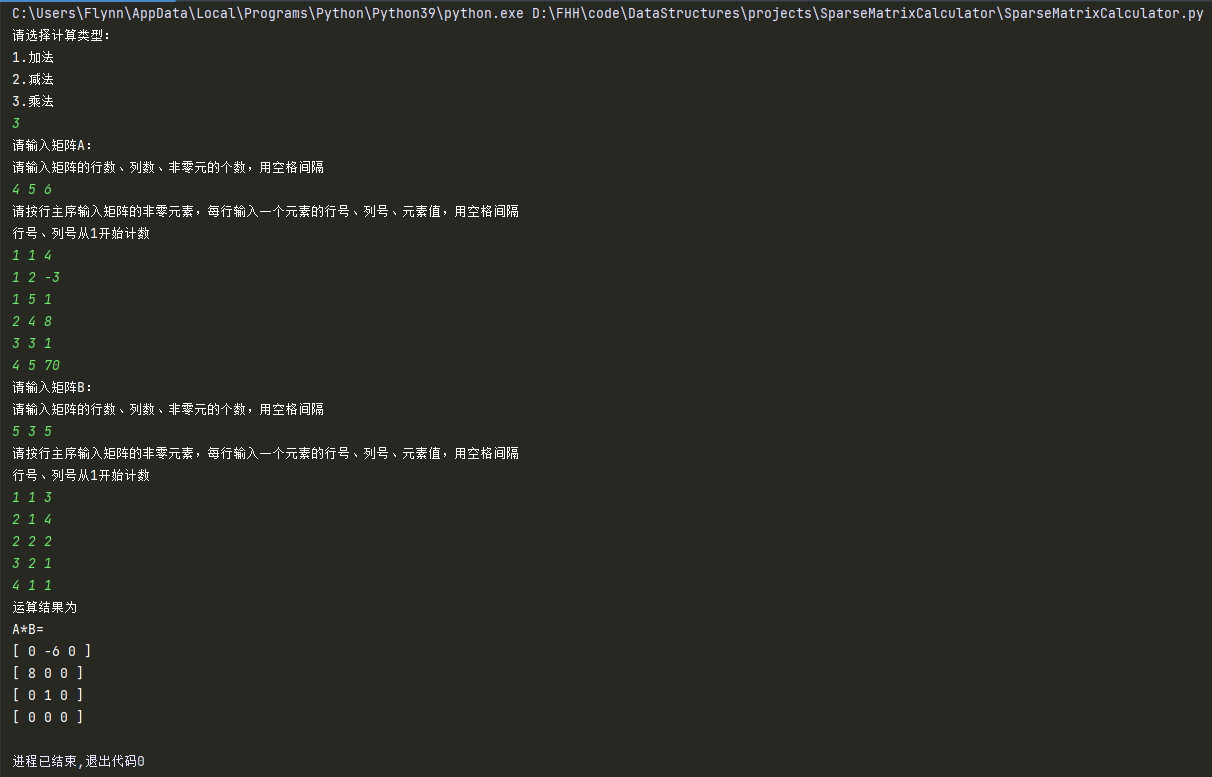 C:\Users\Flynn\AppData\Local\Programs\Python\Python39\python.exe D:\FHH\code\DataStructures\projects\SparseMatrixCalculator\SparseMatrixCalculator.py
请选择计算类型:
1.加法
2.减法
3.乘法
3
请输入矩阵A:
请输入矩阵的行数、列数、非零元的个数,用空格间隔
4 5 6
请按行主序输入矩阵的非零元素,每行输入一个元素的行号、列号、元素值,用空格间隔
行号、列号从1开始计数
1 1 4
1 2 -3
1 5 1
2 4 8
3 3 1
4 5 70
请输入矩阵B:
请输入矩阵的行数、列数、非零元的个数,用空格间隔
5 3 5
请按行主序输入矩阵的非零元素,每行输入一个元素的行号、列号、元素值,用空格间隔
行号、列号从1开始计数
1 1 3
2 1 4
2 2 2
3 2 1
4 1 1
运算结果为
A*B=
[ 0 -6 0 ]
[ 8 0 0 ]
[ 0 1 0 ]
[ 0 0 0 ]
进程已结束,退出代码0